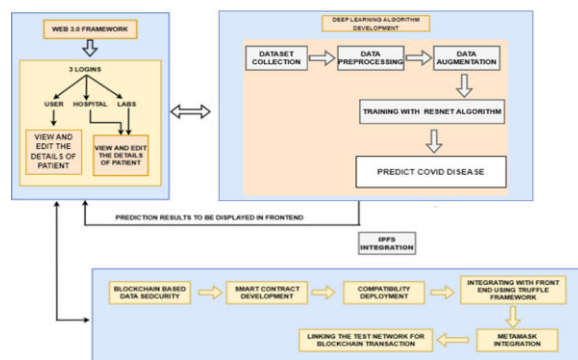 WEB 3.0 FRAMEWORK
3 LOGINS
USER
HOSPITAL
LABS
VIEW AND
EDIT THE
DETAILS OF
PATIENT
VIEW AND EDIT
THE DETAILS
OF PATIENT
DEEP LEARNING ALGORITHM
DEVELOPMENT
DATASET
COLLECTION
DATA
PREPROCESSING
DATA
AUGMENTATION
TRAINING WITH RESNET ALGORITHM
PREDICT COVID DISEASE
PREDICTION RESULTS TO BE DISPLAYED IN FRONTEND
IPFS
INTEGRATION
BLOCKCHAIN BASED
DATA SEDCURITY
SMART CONTRACT
DEVELOPMENT
COMPATIBILITY
DEPLOYMENT
INTEGRATING WITH FRONT
END USING TRUFFLE
FRAMEWORK
METAMASK
INTEGRATION
LINKING THE TEST NETWORK FOR
BLOCKCHAIN TRANSACTION